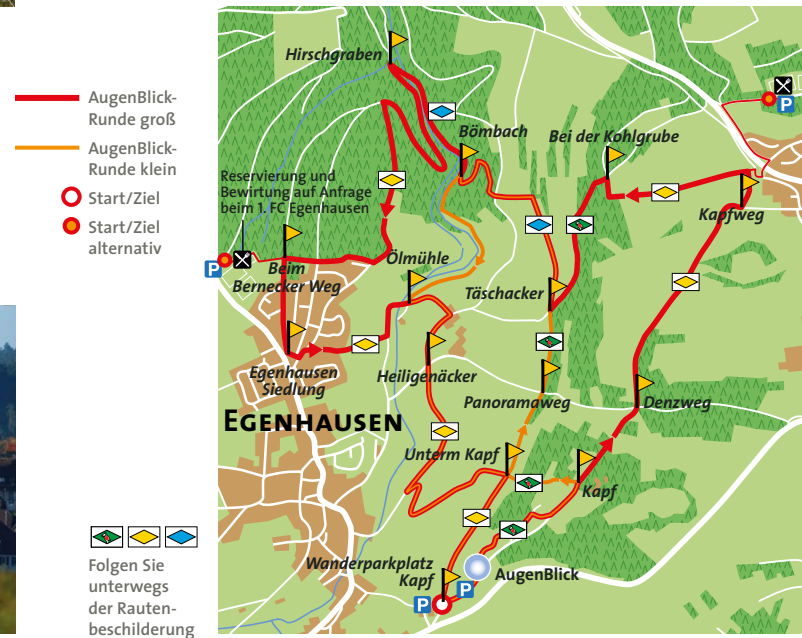 AugenBlick-
Runde groß
AugenBlick-
Runde klein
Start/Ziel
Start/Ziel
alternativ
Folgen Sie
unterwegs
der Rauten-
beschilderung
Hirschgraben
Bömbach
Bei der Kohlgrube
P
Reservierung und
Bewirtung auf Anfrage
beim 1. FC Egenhausen
Kapfweg
P
Beim
Bernecker Weg
Ölmühle
Täschacker
Egenhausen
Siedlung
Heiligenäcker
Panoramaweg
Denzweg
EGENHAUSEN
Unterm Kapf
Kapf
Wanderparkplatz
Kapf
AugenBlick
P
P